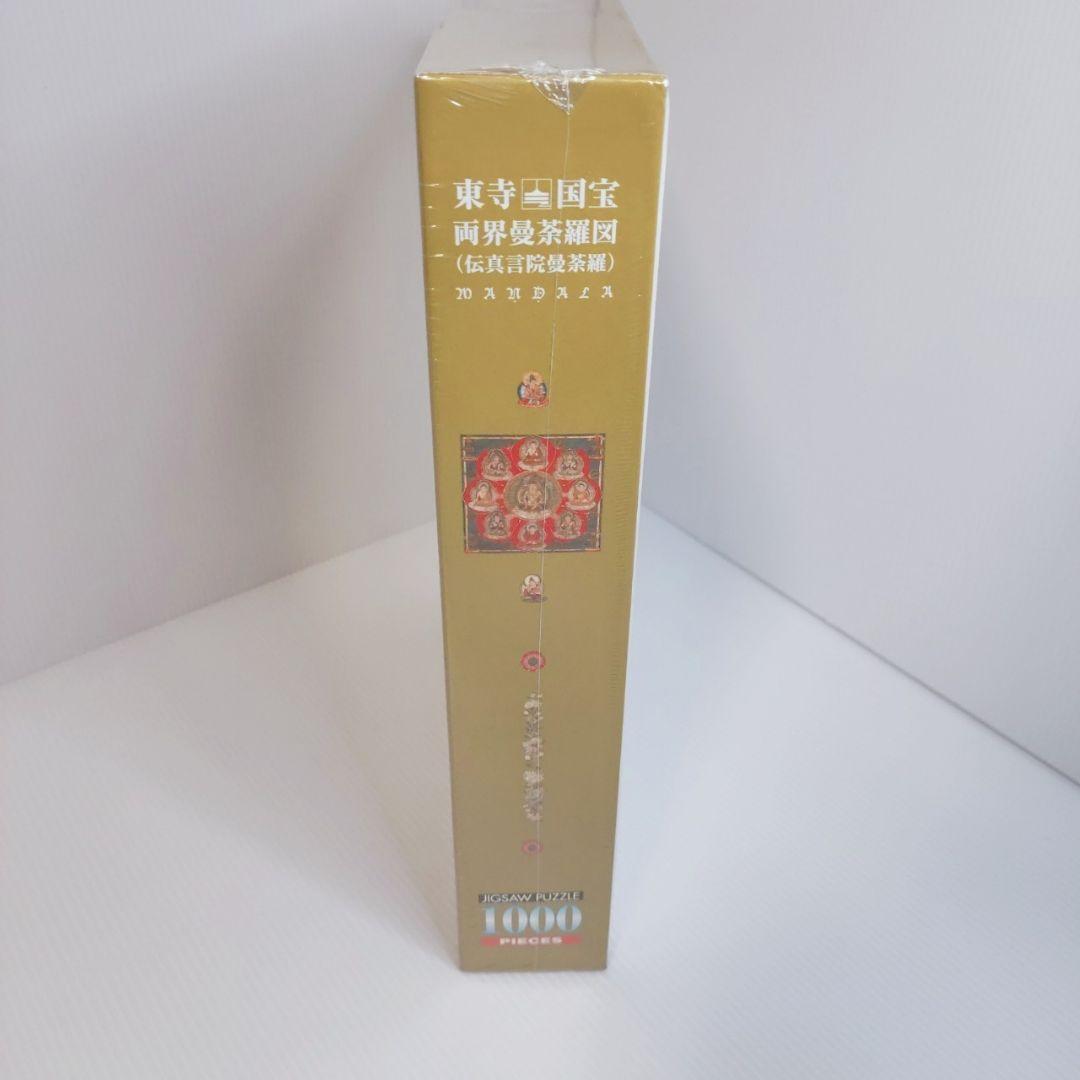 東寺 国宝
両界曼荼羅図
(伝真言院曼荼羅)
MANDALA
JIGSAW PUZZLE
1000
PIECES